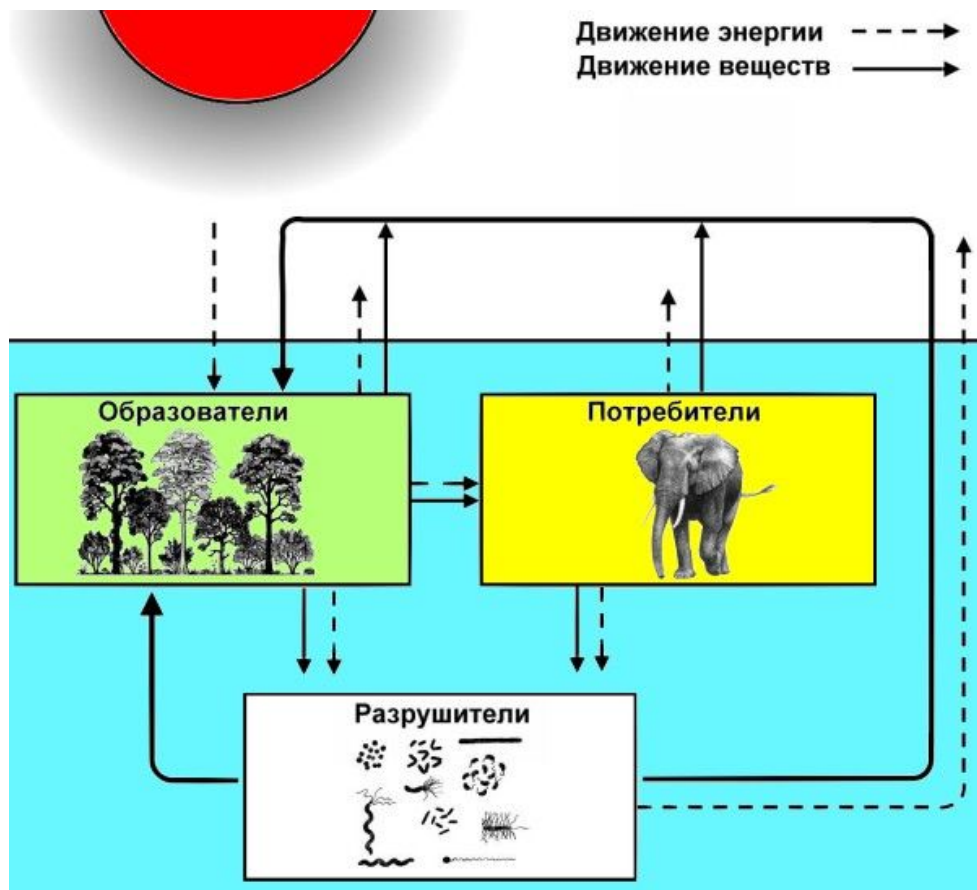 Движение энергии
Движение веществ
Образователи
Потребители
Разрушители